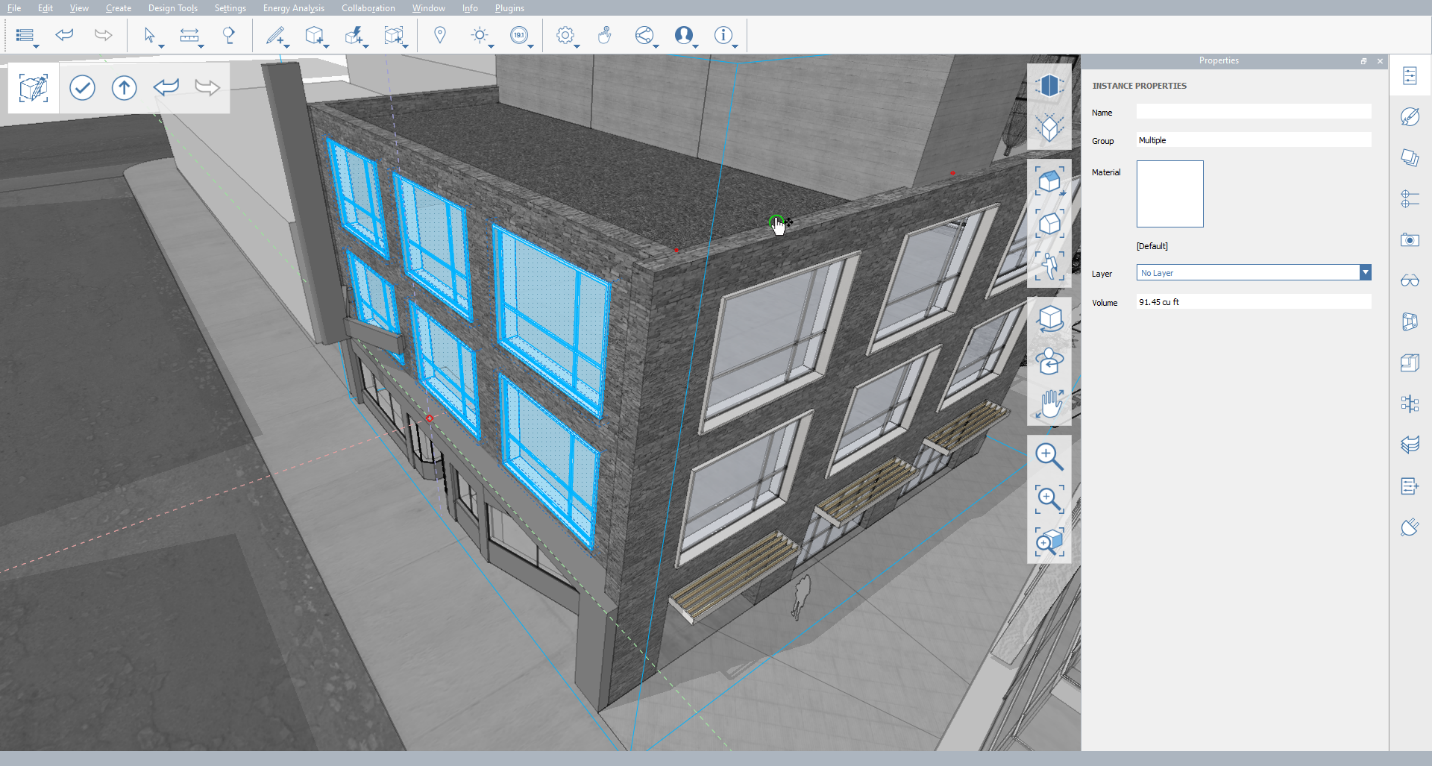 File Edit View Create Design Tools Settings Energy Analysis Collaboration Window Info Plugins
Properties
INSTANCE PROPERTIES
Name
Group Multiple
Material
[Default]
Layer No Layer
Volume 91.45 cu ft